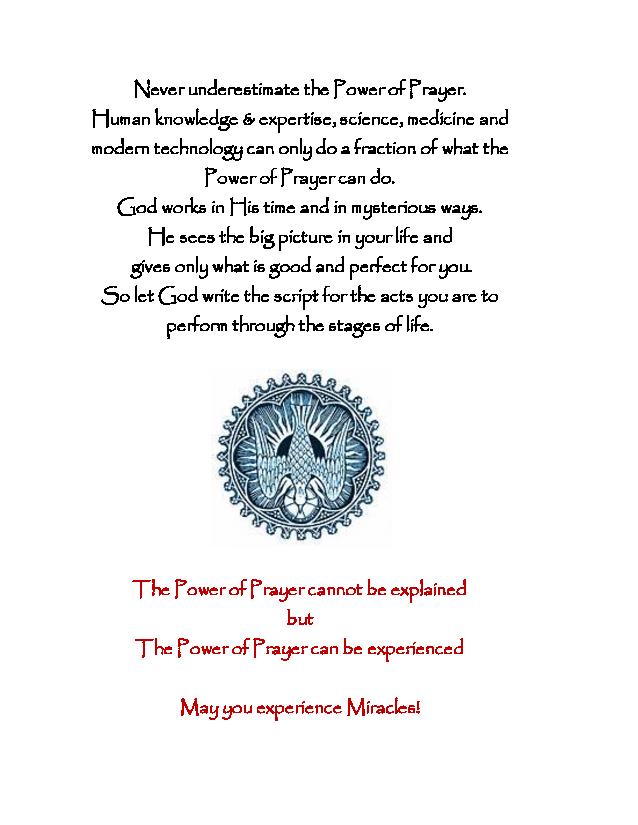 Never underestimate the Power of Prayer.
Human knowledge & expertise, science, medicine and
modern technology can only do a fraction of what the
Power of Prayer can do.
God works in His time and in mysterious ways.
He sees the big picture in your life and
gives only what is good and perfect for you.
So let God write the script for the acts you are to
perform through the stages of life.
The Power of Prayer cannot be explained
but
The Power of Prayer can be experienced
May you experience Miracles!